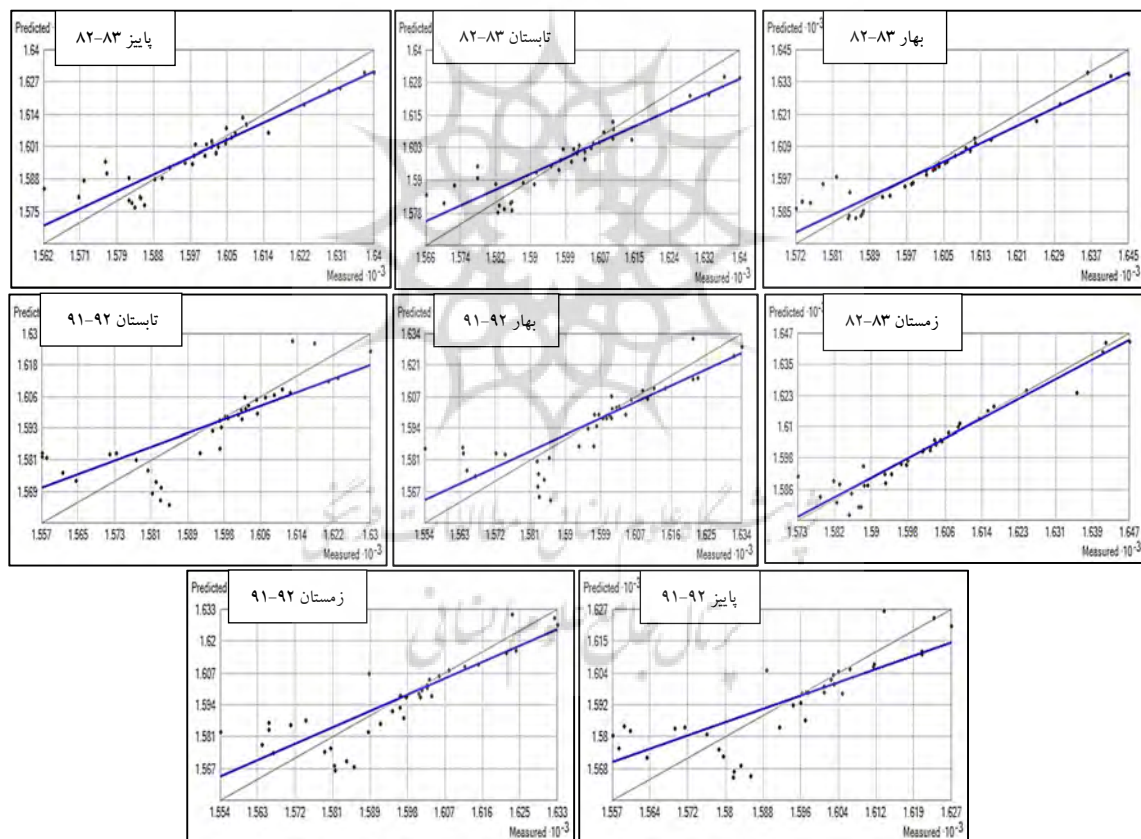 Predicted ·10^-3
بهار ۸۲-۸۳
1.645
1.633
1.621
1.609
1.597
1.585
1.572 1.581 1.589 1.597 1.605 1.613 1.621 1.629 1.637 1.645
Measured ·10^-3
Predicted ·10^-3
تابستان ۸۲-۸۳
1.64
1.628
1.615
1.603
1.59
1.578
1.566 1.574 1.582 1.59 1.599 1.607 1.615 1.623 1.632 1.64
Measured ·10^-3
Predicted ·10^-3
پاییز ۸۲-۸۳
1.64
1.627
1.614
1.601
1.588
1.575
1.562 1.571 1.579 1.588 1.597 1.605 1.614 1.622 1.631 1.64
Measured ·10^-3
Predicted ·10^-3
زمستان ۸۲-۸۳
1.647
1.635
1.623
1.61
1.598
1.586
1.573 1.582 1.59 1.598 1.606 1.614 1.623 1.631 1.639 1.647
Measured ·10^-3
Predicted
بهار ۹۱-۹۲
1.634
1.621
1.607
1.594
1.581
1.567
1.554 1.563 1.572 1.581 1.59 1.599 1.607 1.616 1.625 1.634
Measured ·10^-3
Predicted
تابستان ۹۱-۹۲
1.63
1.618
1.606
1.593
1.581
1.569
1.557 1.565 1.573 1.581 1.589 1.598 1.606 1.614 1.622 1.63
Measured ·10^-3
Predicted ·10^-3
پاییز ۹۱-۹۲
1.627
1.615
1.604
1.592
1.58
1.568
1.557 1.564 1.572 1.58 1.588 1.596 1.604 1.612 1.619 1.627
Measured ·10^-3
Predicted
زمستان ۹۱-۹۲
1.633
1.62
1.607
1.594
1.581
1.567
1.554 1.563 1.572 1.581 1.589 1.598 1.607 1.616 1.625 1.633
Measured ·10^-3
پژوهشگاه علوم انسانی و مطالعات فرهنگی
پرتال جامع علوم انسانی